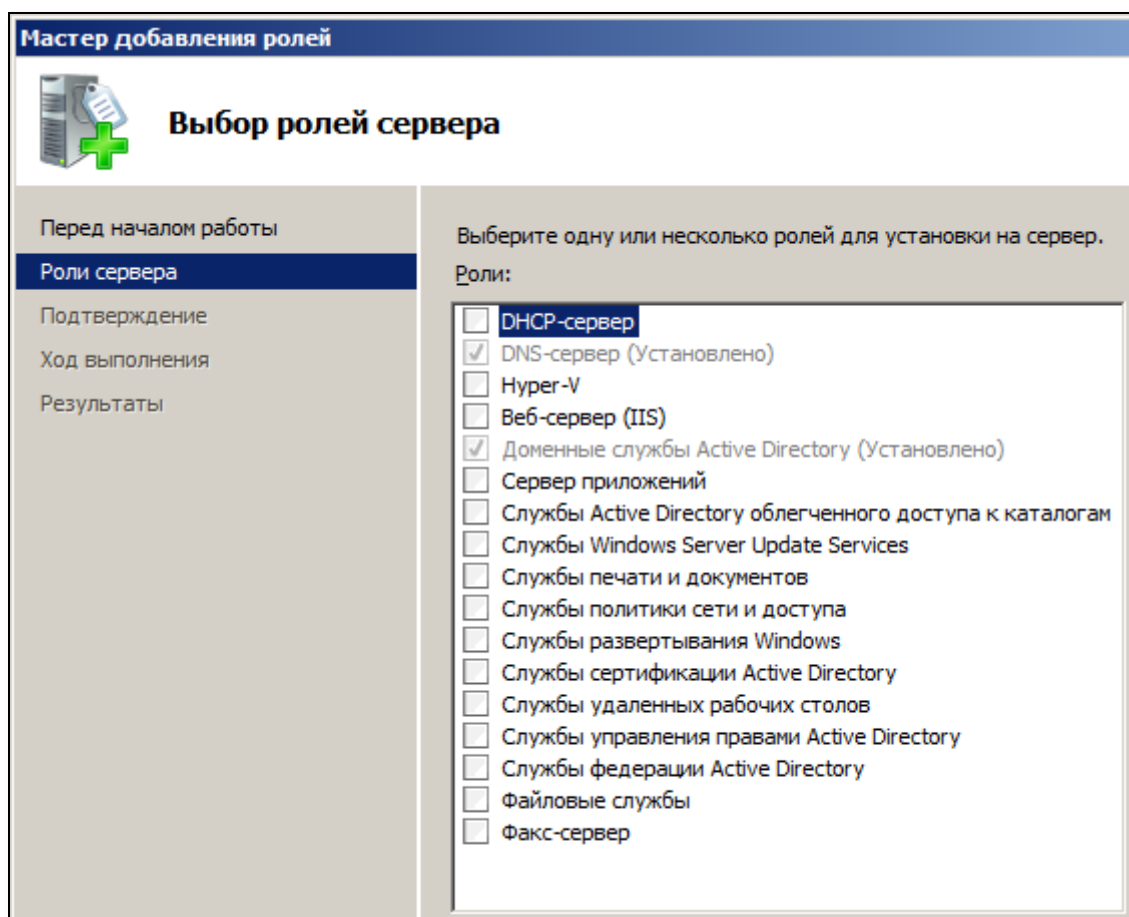 Мастер добавления ролей
Выбор ролей сервера
Перед началом работы
Роли сервера
Подтверждение
Ход выполнения
Результаты
Выберите одну или несколько ролей для установки на сервер.
Роли:
DHCP-сервер
DNS-сервер (Установлено)
Hyper-V
Веб-сервер (IIS)
Доменные службы Active Directory (Установлено)
Сервер приложений
Службы Active Directory облегченного доступа к каталогам
Службы Windows Server Update Services
Службы печати и документов
Службы политики сети и доступа
Службы развертывания Windows
Службы сертификации Active Directory
Службы удаленных рабочих столов
Службы управления правами Active Directory
Службы федерации Active Directory
Файловые службы
Факс-сервер